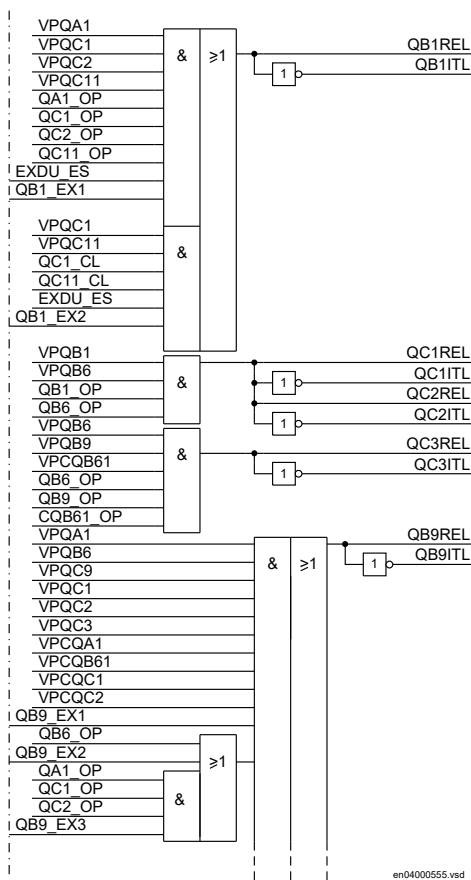 VPQA1
VPQC1
VPQC2
VPQC11
QA1_OP
QC1_OP
QC2_OP
QC11_OP
EXDU_ES
QB1_EX1
&
≥1
QB1REL
QB1ITL
1
VPQC1
VPQC11
QC1_CL
QC11_CL
EXDU_ES
QB1_EX2
&
VPQB1
VPQB6
QB1_OP
QB6_OP
&
QC1REL
1
QC1ITL
QC2REL
1
QC2ITL
VPQB6
VPQB9
VPCQB61
QB6_OP
QB9_OP
CQB61_OP
&
QC3REL
1
QC3ITL
VPQA1
VPQB6
VPQC9
VPQC1
VPQC2
VPQC3
VPCQA1
VPCQB61
VPCQC1
VPCQC2
QB9_EX1
&
≥1
QB9REL
1
QB9ITL
QB6_OP
QB9_EX2
≥1
QA1_OP
QC1_OP
QC2_OP
QB9_EX3
&
en04000555.vsd